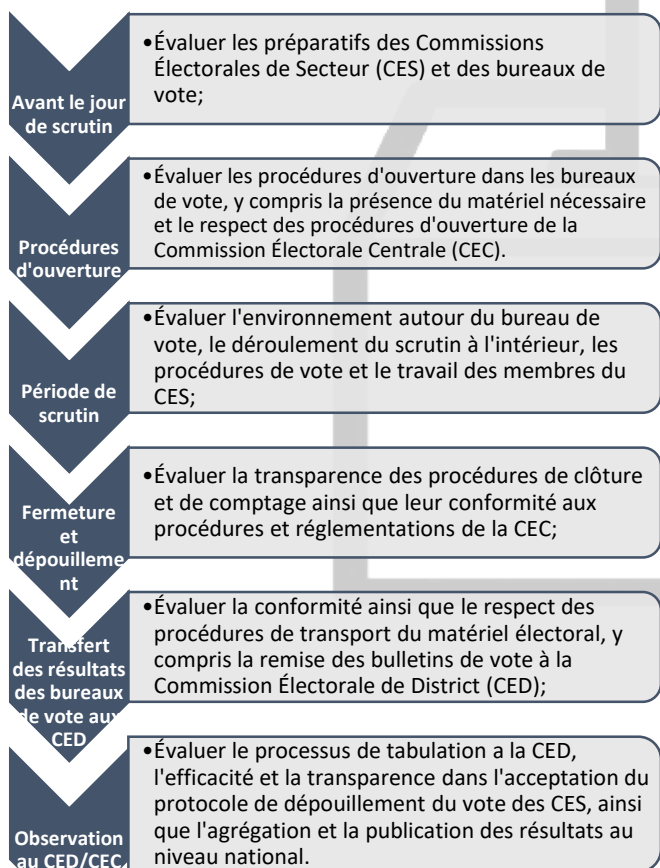 Avant le jour
de scrutin
•Évaluer les préparatifs des Commissions
Électorales de Secteur (CES) et des bureaux de
vote;
Procédures
d'ouverture
•Évaluer les procédures d'ouverture dans les bureaux
de vote, y compris la présence du matériel nécessaire
et le respect des procédures d'ouverture de la
Commission Électorale Centrale (CEC).
Période de
scrutin
•Évaluer l'environnement autour du bureau de
vote, le déroulement du scrutin à l'intérieur, les
procédures de vote et le travail des membres du
CES;
Fermeture
et
dépouilleme
nt
•Évaluer la transparence des procédures de clôture
et de comptage ainsi que leur conformité aux
procédures et réglementations de la CEC;
Transfert
des résultats
des bureaux
de vote aux
CED
•Évaluer la conformité ainsi que le respect des
procédures de transport du matériel électoral, y
compris la remise des bulletins de vote à la
Commission Électorale de District (CED);
Observation
au CED/CEC
•Évaluer le processus de tabulation a la CED,
l'efficacité et la transparence dans l'acceptation du
protocole de dépouillement du vote des CES, ainsi
que l'agrégation et la publication des résultats au
niveau national.